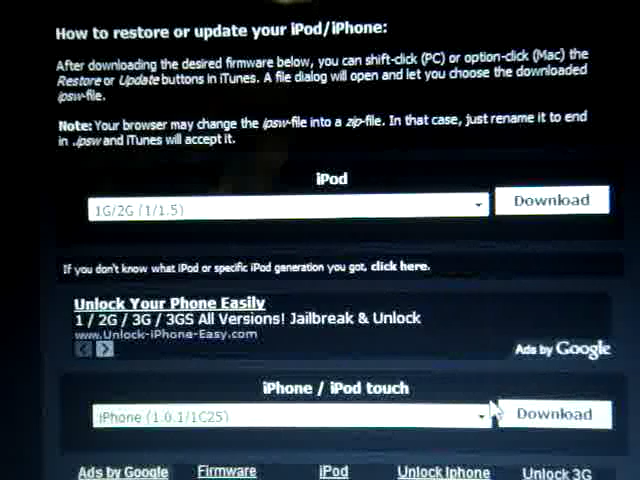 How to restore or update your iPod/iPhone:
After downloading the desired firmware below, you can shift-click (PC) or option-click (Mac) the
Restore or Update buttons in iTunes. A file dialog will open and let you choose the downloaded
ipsw-file.
Note: Your browser may change the ipsw-file into a zip-file. In that case, just rename it to end
in .ipsw and iTunes will accept it.
iPod
1G/2G (1/1.5)
Download
If you don't know what iPod or specific iPod generation you got, click here.
Unlock Your Phone Easily
1 / 2G / 3G / 3GS All Versions! Jailbreak & Unlock
www.Unlock-iPhone-Easy.com
Ads by Google
iPhone / iPod touch
iPhone (1.0.1/1C25)
Download
Ads by Google Firmware iPod Unlock Iphone Unlock 3G